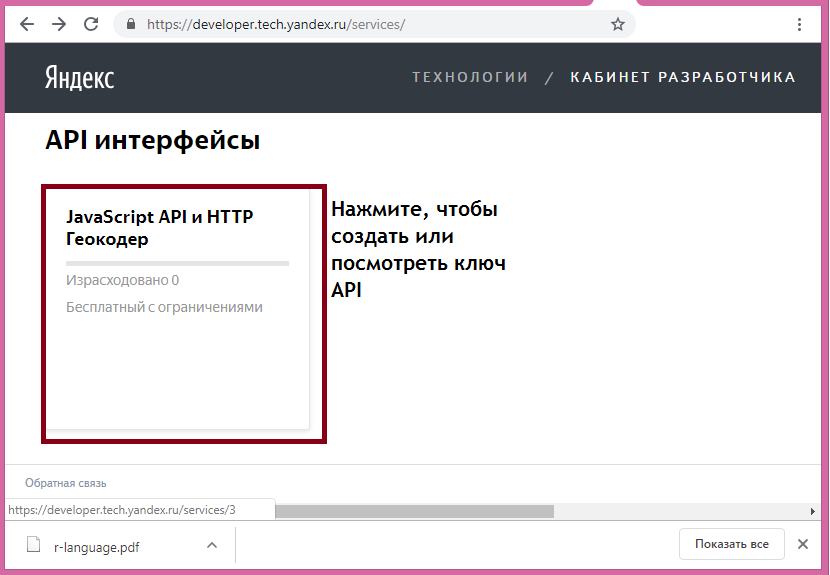 https://developer.tech.yandex.ru/services/
Яндекс
ТЕХНОЛОГИИ / КАБИНЕТ РАЗРАБОТЧИКА
API интерфейсы
JavaScript API и HTTP
Геокодер
Израсходовано 0
Бесплатный с ограничениями
Нажмите, чтобы
создать или
посмотреть ключ
API
Обратная связь
https://developer.tech.yandex.ru/services/3
r-language.pdf
Показать все